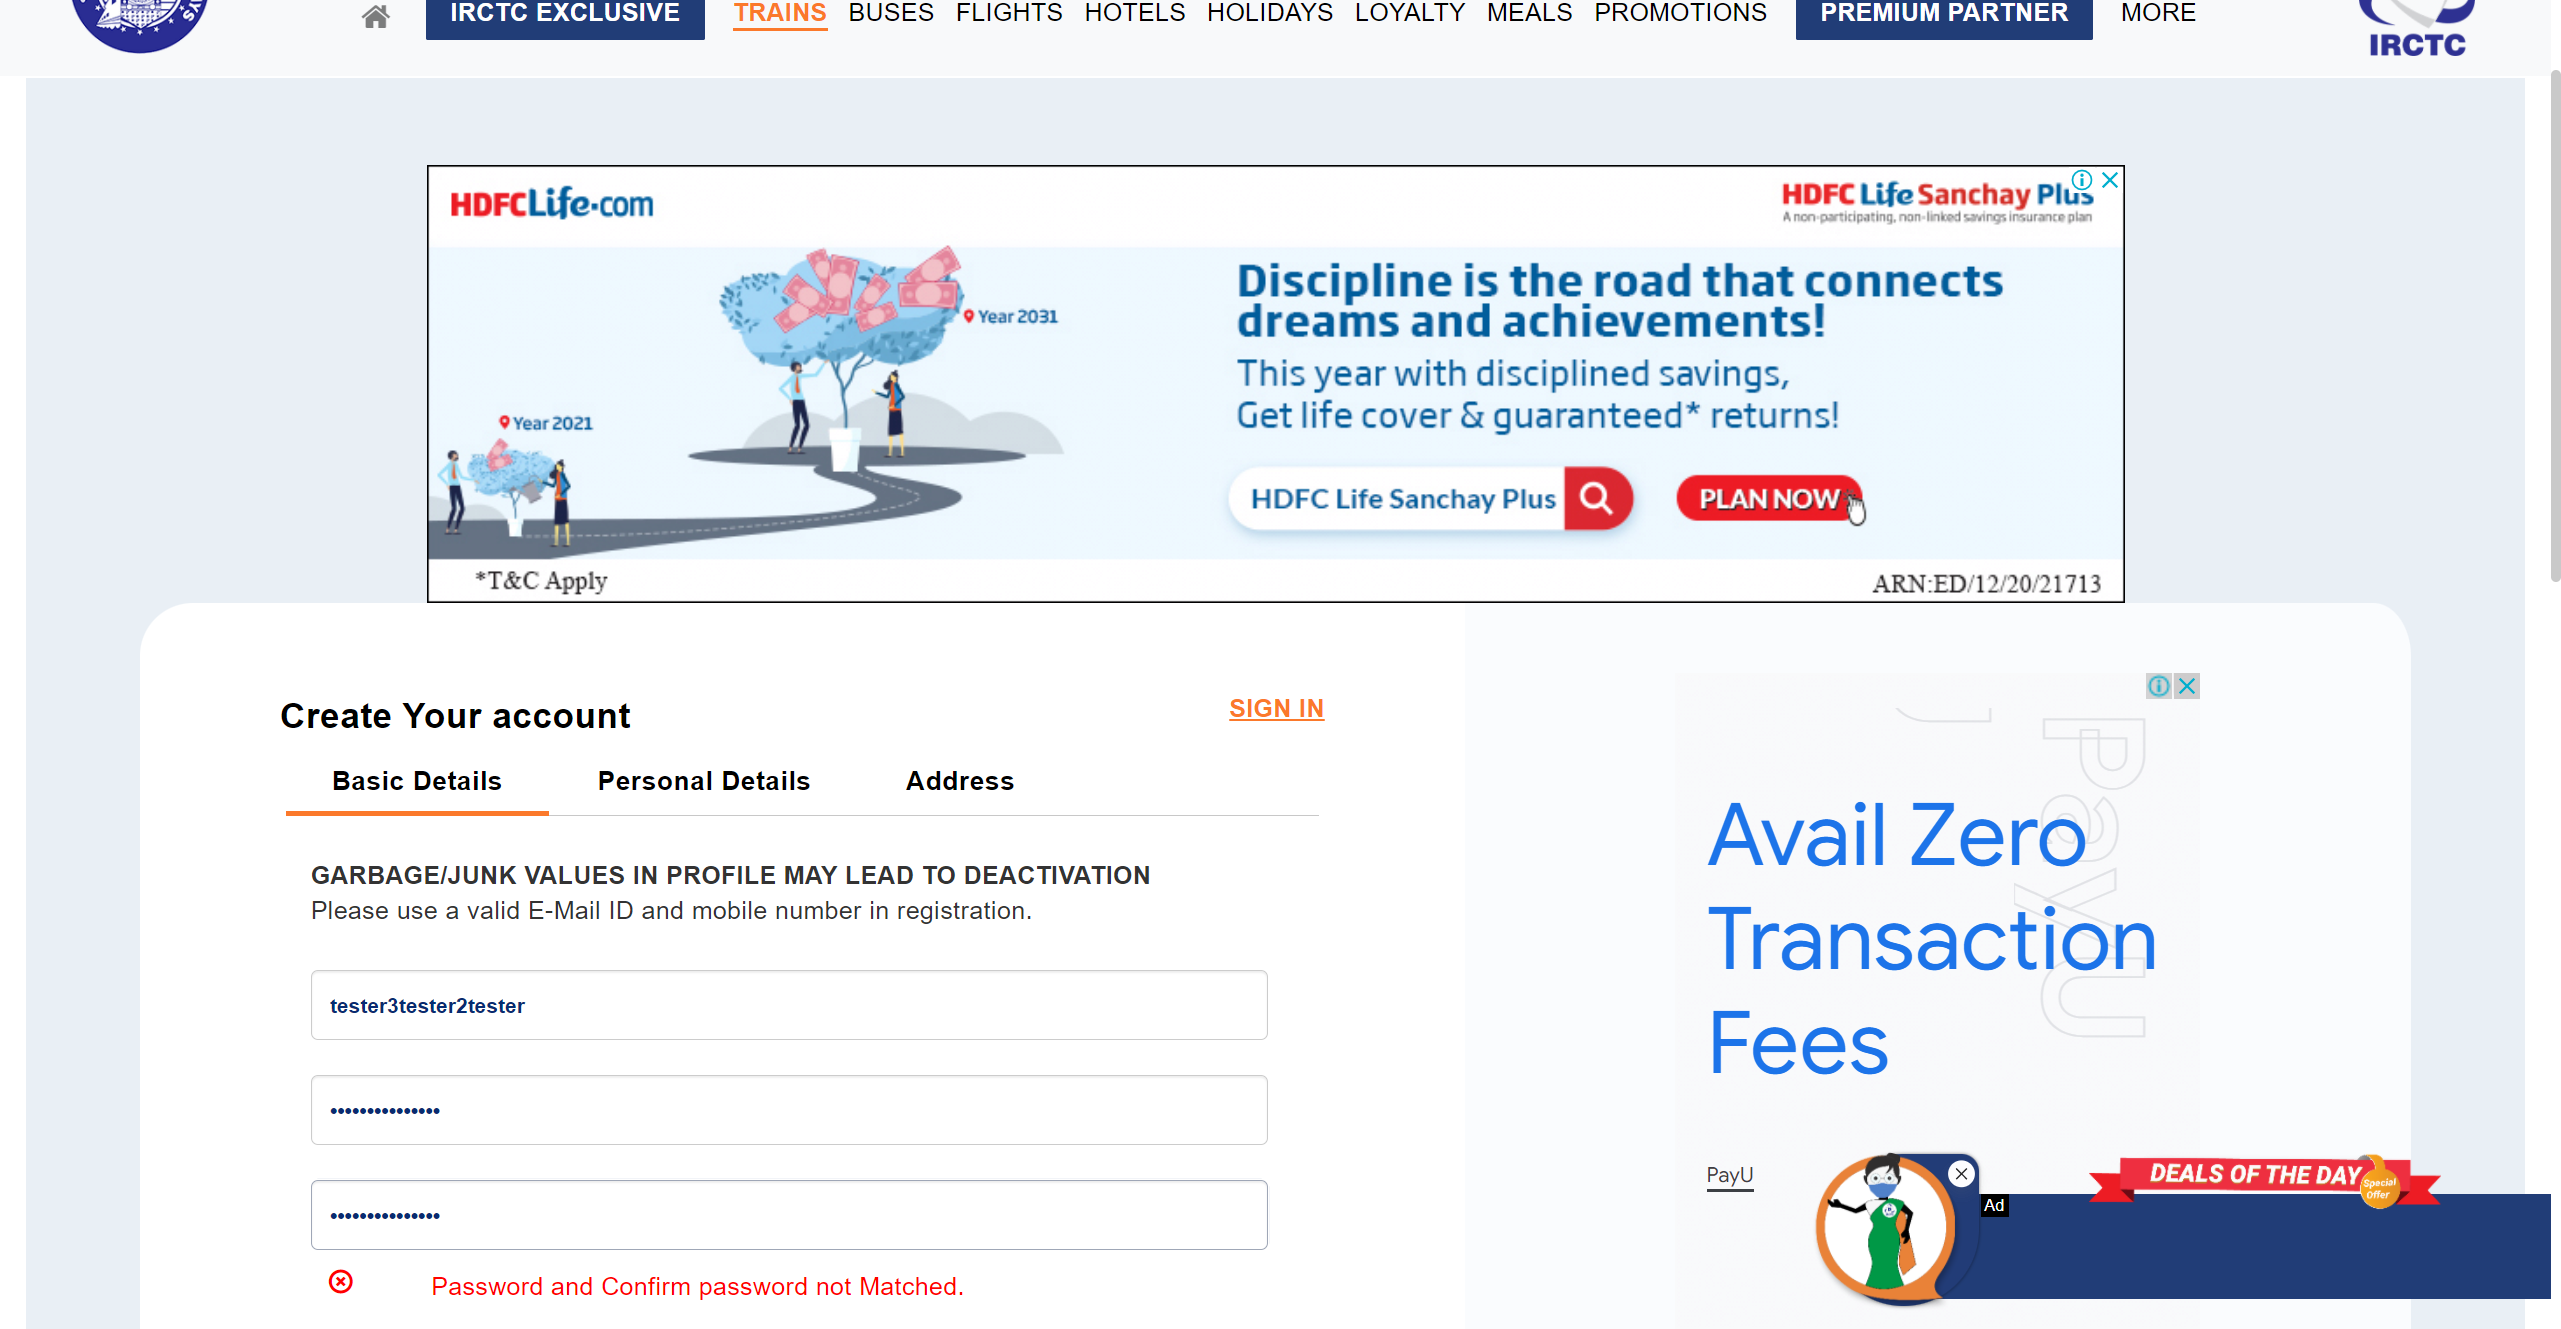 IRCTC EXCLUSIVE
TRAINS BUSES FLIGHTS HOTELS HOLIDAYS LOYALTY MEALS PROMOTIONS
PREMIUM PARTNER
MORE
IRCTC
HDFCLife.com
HDFC Life Sanchay Plus
A non-participating, non-linked savings insurance plan
Discipline is the road that connects
dreams and achievements!
This year with disciplined savings,
Get life cover & guaranteed* returns!
Year 2031
Year 2021
HDFC Life Sanchay Plus
PLAN NOW
*T&C Apply
ARN:ED/12/20/21713
Create Your account
SIGN IN
Basic Details
Personal Details
Address
GARBAGE/JUNK VALUES IN PROFILE MAY LEAD TO DEACTIVATION
Please use a valid E-Mail ID and mobile number in registration.
tester3tester2tester
•••••••••••••••
•••••••••••••••
Password and Confirm password not Matched.
PayU
Avail Zero
Transaction
Fees
PayU
Ad
DEALS OF THE DAY
Special
Offer